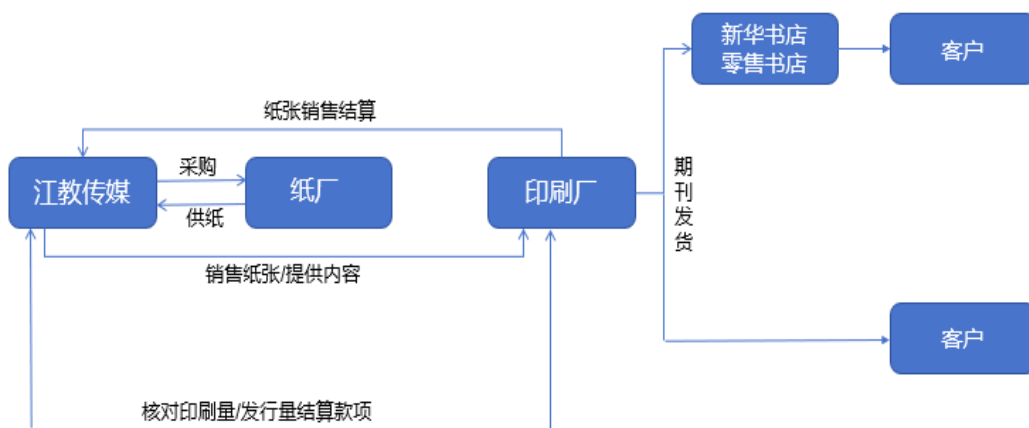 新华书店
零售书店
客户
纸张销售结算
江教传媒
采购
供纸
纸厂
印刷厂
期刊发货
销售纸张/提供内容
客户
核对印刷量/发行量结算款项